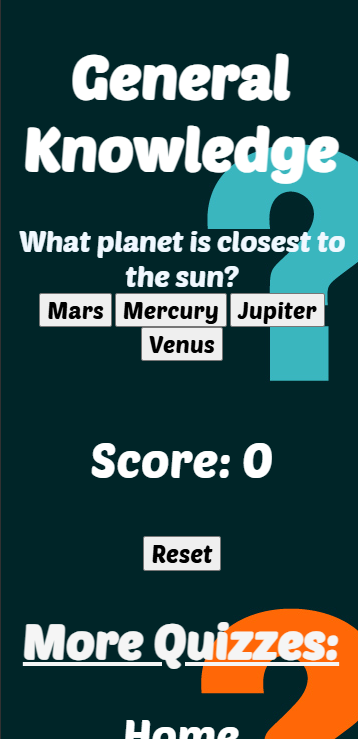 General
Knowledge
What planet is closest to
the sun?
Mars Mercury Jupiter
Venus
Score: 0
Reset
More Quizzes:
Home